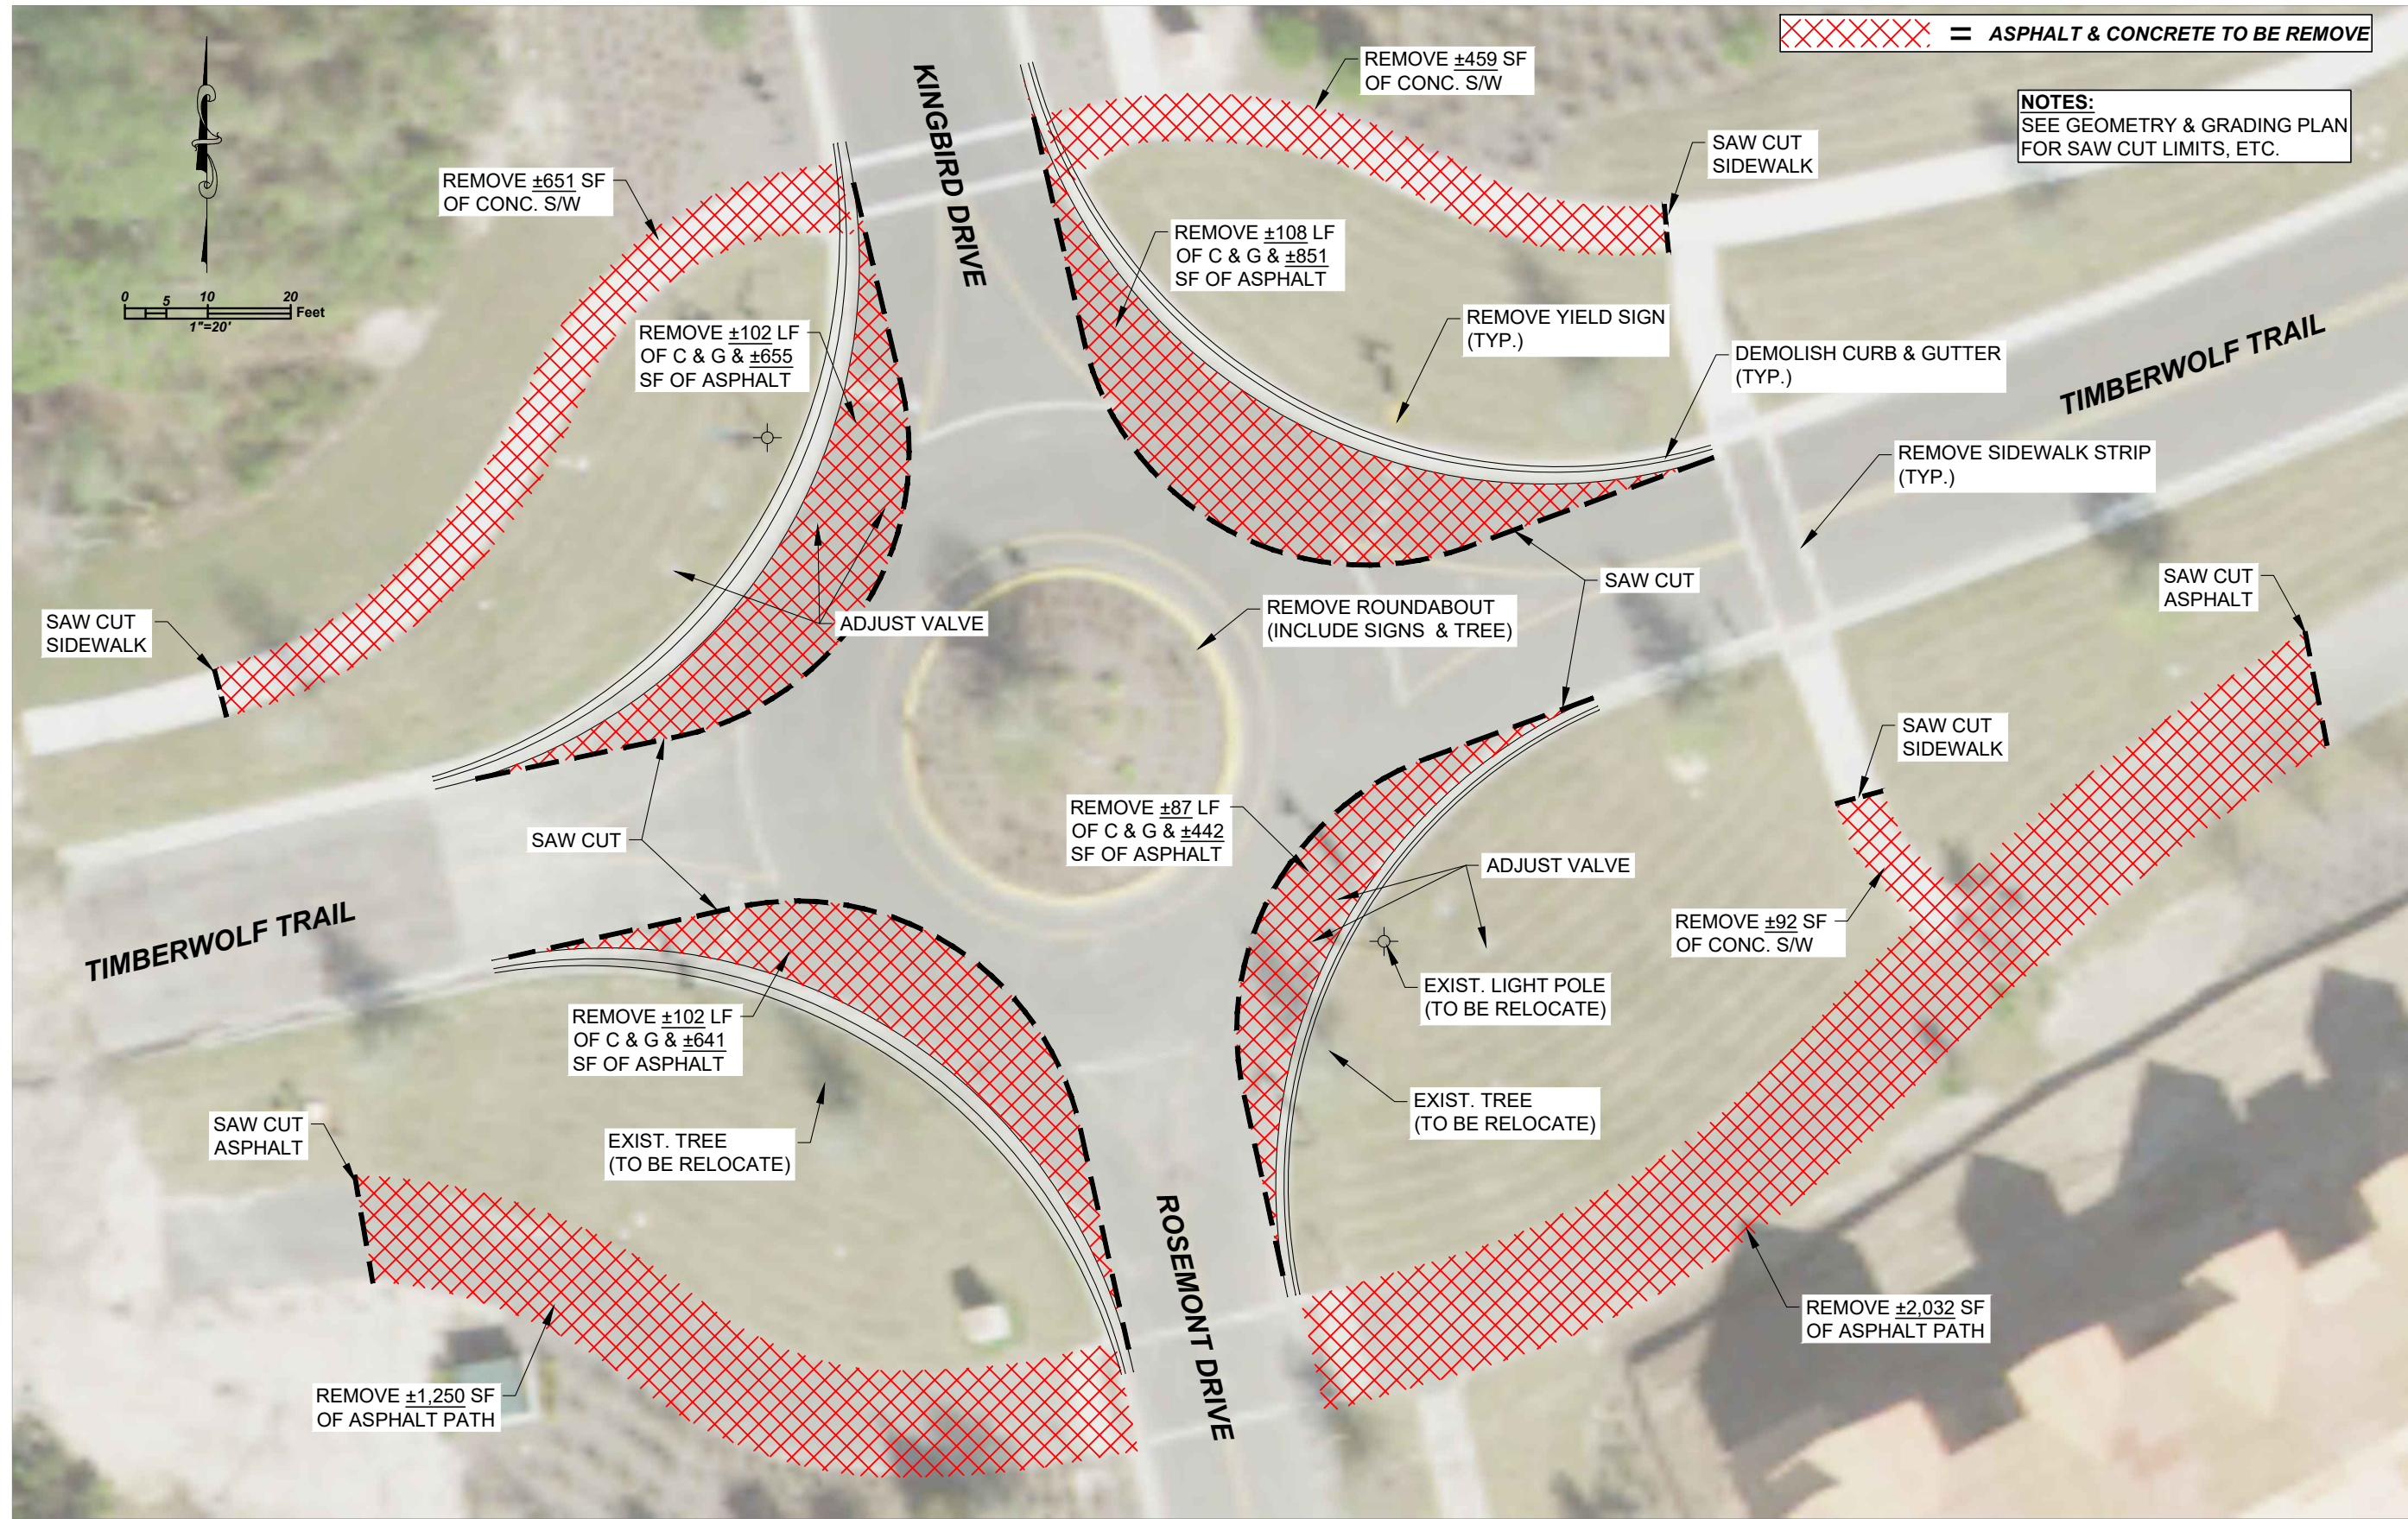 = ASPHALT & CONCRETE TO BE REMOVE
NOTES:
SEE GEOMETRY & GRADING PLAN
FOR SAW CUT LIMITS, ETC.
KINGBIRD DRIVE
REMOVE ±459 SF
OF CONC. S/W
SAW CUT
SIDEWALK
REMOVE ±651 SF
OF CONC. S/W
REMOVE ±108 LF
OF C & G & ±851
SF OF ASPHALT
0 5 10 20
Feet
1"=20'
REMOVE ±102 LF
OF C & G & ±655
SF OF ASPHALT
REMOVE YIELD SIGN
(TYP.)
DEMOLISH CURB & GUTTER
(TYP.)
TIMBERWOLF TRAIL
REMOVE SIDEWALK STRIP
(TYP.)
SAW CUT
SAW CUT
ASPHALT
SAW CUT
SIDEWALK
ADJUST VALVE
REMOVE ROUNDABOUT
(INCLUDE SIGNS & TREE)
SAW CUT
SIDEWALK
SAW CUT
REMOVE ±87 LF
OF C & G & ±442
SF OF ASPHALT
ADJUST VALVE
REMOVE ±92 SF
OF CONC. S/W
TIMBERWOLF TRAIL
EXIST. LIGHT POLE
(TO BE RELOCATE)
REMOVE ±102 LF
OF C & G & ±641
SF OF ASPHALT
EXIST. TREE
(TO BE RELOCATE)
SAW CUT
ASPHALT
EXIST. TREE
(TO BE RELOCATE)
ROSEMONT DRIVE
REMOVE ±2,032 SF
OF ASPHALT PATH
REMOVE ±1,250 SF
OF ASPHALT PATH